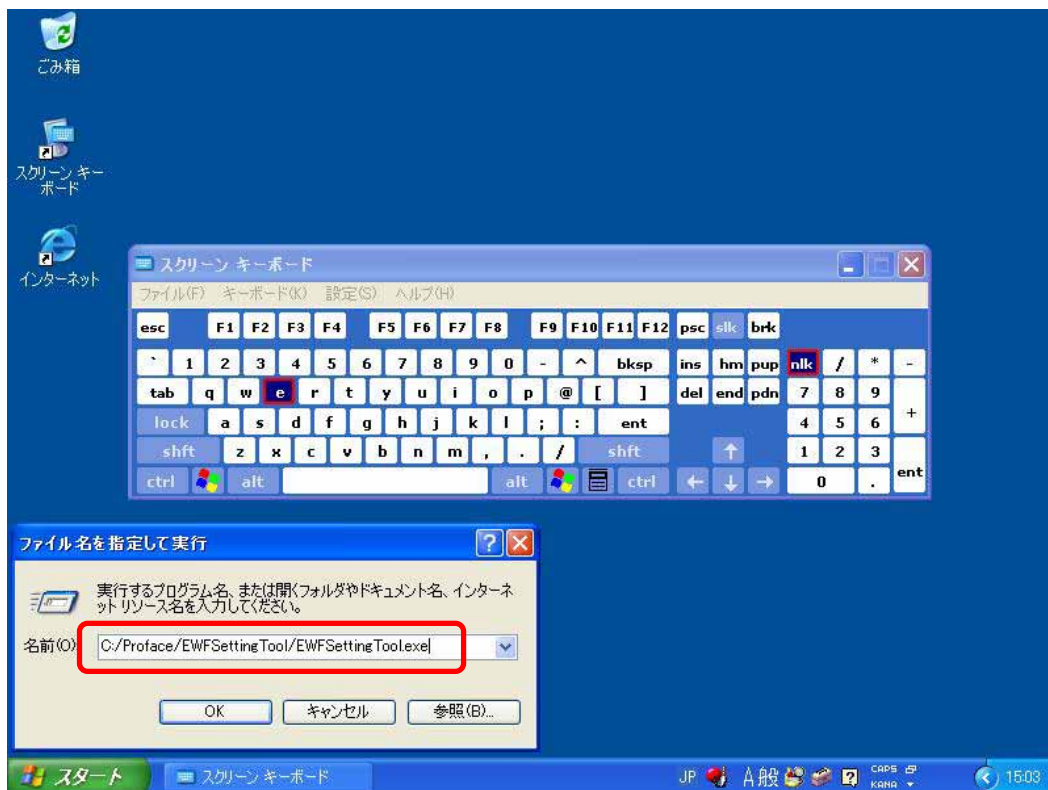 ごみ箱
スクリーン キー
ボード
インターネット
スクリーン キーボード
ファイル(F) キーボード(K) 設定(S) ヘルプ(H)
esc F1 F2 F3 F4 F5 F6 F7 F8 F9 F10 F11 F12 psc slk brk
` 1 2 3 4 5 6 7 8 9 0 - ^ bksp ins hm pup nlk / * -
tab q w e r t y u i o p @ [ ] del end pdn 7 8 9 +
lock a s d f g h j k l ; : ent 4 5 6
shft z x c v b n m , . / shft ↑ 1 2 3 ent
ctrl alt alt ctrl ← ↓ → 0 .
ファイル名を指定して実行
実行するプログラム名、または開くフォルダやドキュメント名、インターネ
ット リソース名を入力してください。
名前(O): C:/Proface/EWFSettingTool/EWFSettingTool.exe
OK キャンセル 参照(B)...
スタート スクリーン キーボード JP A 般 CAPS KANA 15:03